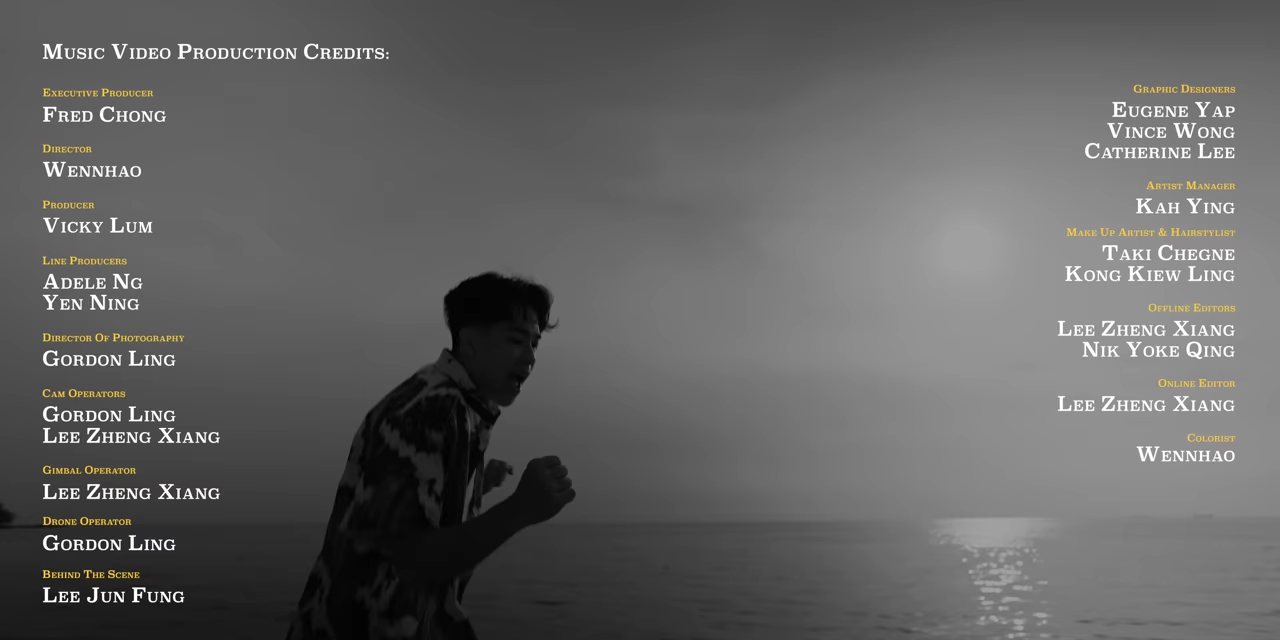 Music Video Production Credits:
Executive Producer
Fred Chong
Director
Wennhao
Producer
Vicky Lum
Line Producers
Adele Ng
Yen Ning
Director Of Photography
Gordon Ling
Cam Operators
Gordon Ling
Lee Zheng Xiang
Gimbal Operator
Lee Zheng Xiang
Drone Operator
Gordon Ling
Behind The Scene
Lee Jun Fung
Graphic Designers
Eugene Yap
Vince Wong
Catherine Lee
Artist Manager
Kah Ying
Make Up Artist & Hairstylist
Taki Chegne
Kong Kiew Ling
Offline Editors
Lee Zheng Xiang
Nik Yoke Qing
Online Editor
Lee Zheng Xiang
Colorist
Wennhao